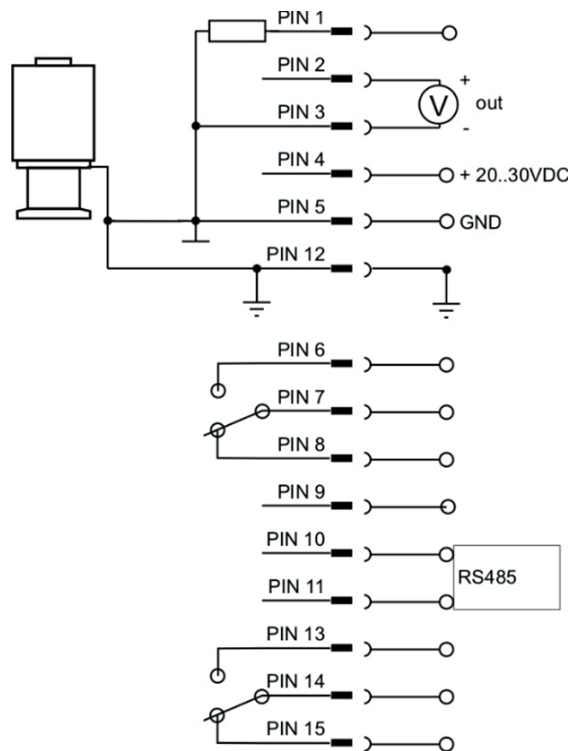 PIN 1
PIN 2
+
V
out
PIN 3
-
PIN 4
+ 20..30VDC
PIN 5
GND
PIN 12
PIN 6
PIN 7
PIN 8
PIN 9
PIN 10
RS485
PIN 11
PIN 13
PIN 14
PIN 15